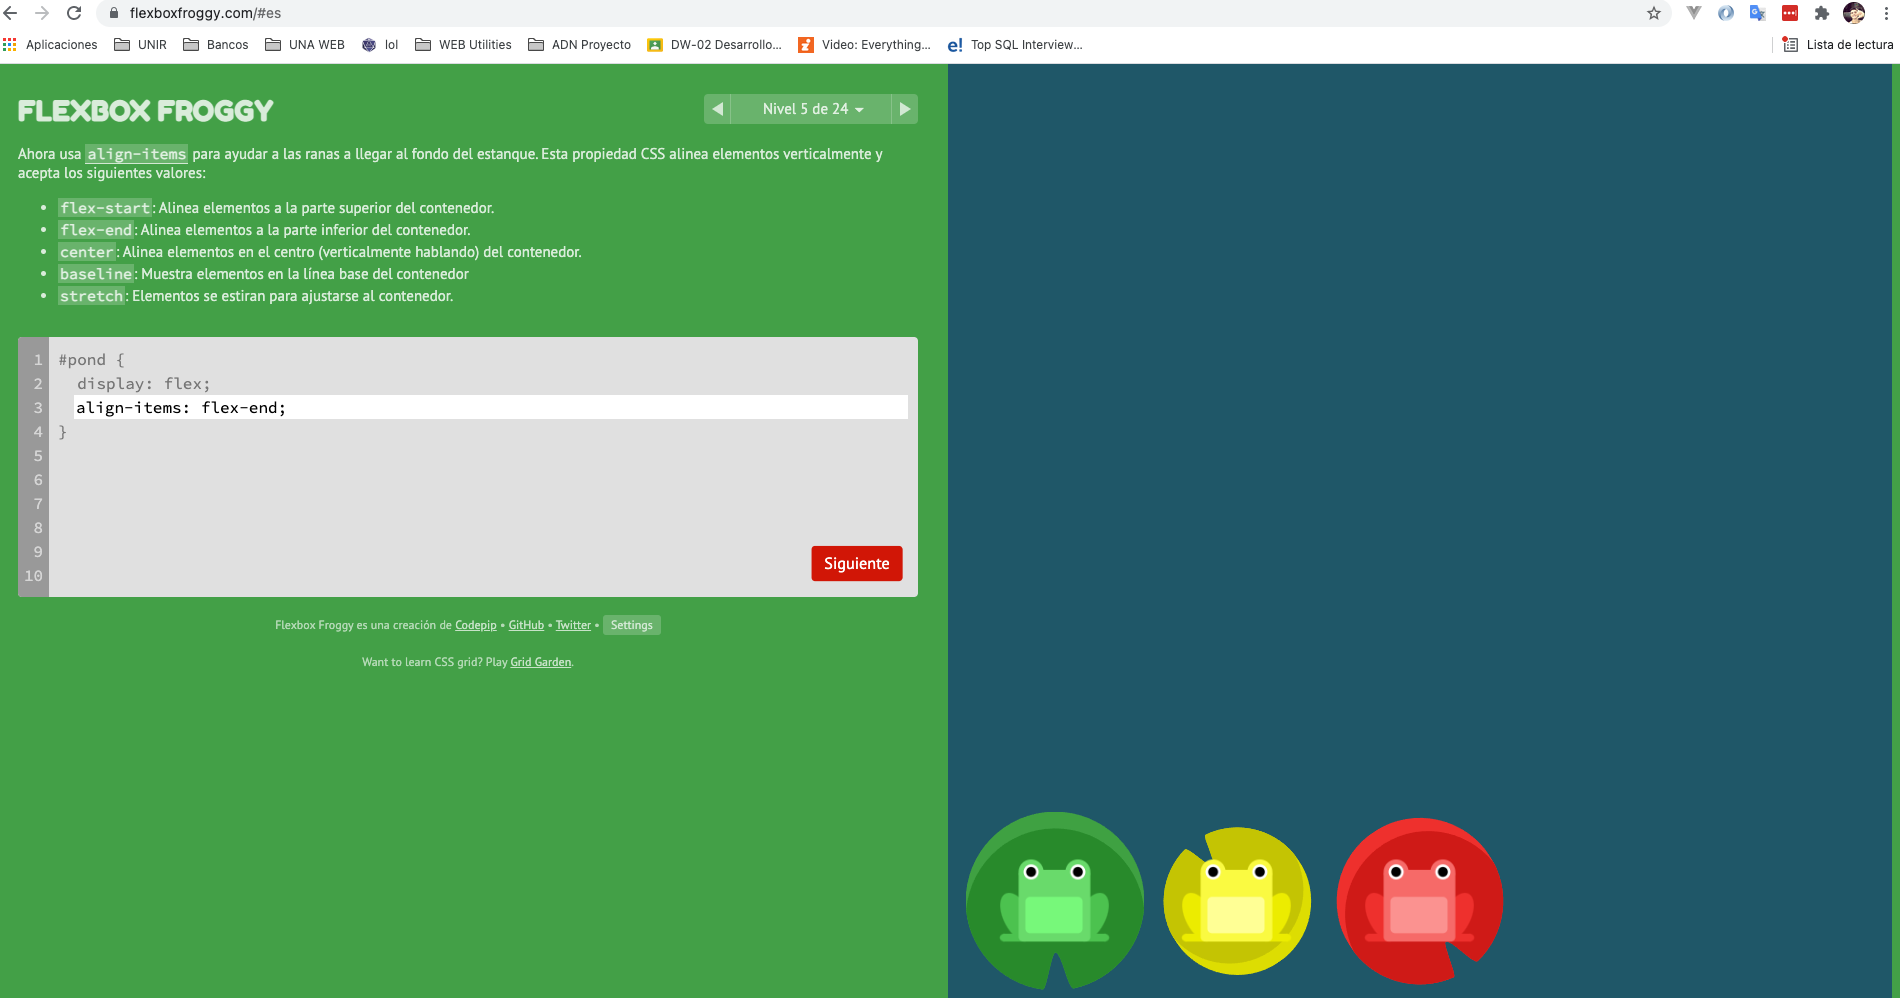 flexboxfroggy.com/#es
Aplicaciones UNIR Bancos UNA WEB lol WEB Utilities ADN Proyecto DW-02 Desarrollo... Video: Everything... e! Top SQL Interview... Lista de lectura
FLEXBOX FROGGY
Nivel 5 de 24
Ahora usa align-items para ayudar a las ranas a llegar al fondo del estanque. Esta propiedad CSS alinea elementos verticalmente y
acepta los siguientes valores:
• flex-start: Alinea elementos a la parte superior del contenedor.
• flex-end: Alinea elementos a la parte inferior del contenedor.
• center: Alinea elementos en el centro (verticalmente hablando) del contenedor.
• baseline: Muestra elementos en la línea base del contenedor
• stretch: Elementos se estiran para ajustarse al contenedor.
1 #pond {
2 display: flex;
3 align-items: flex-end;
4 }
5
6
7
8
9
10
Siguiente
Flexbox Froggy es una creación de Codepip • GitHub • Twitter • Settings
Want to learn CSS grid? Play Grid Garden.